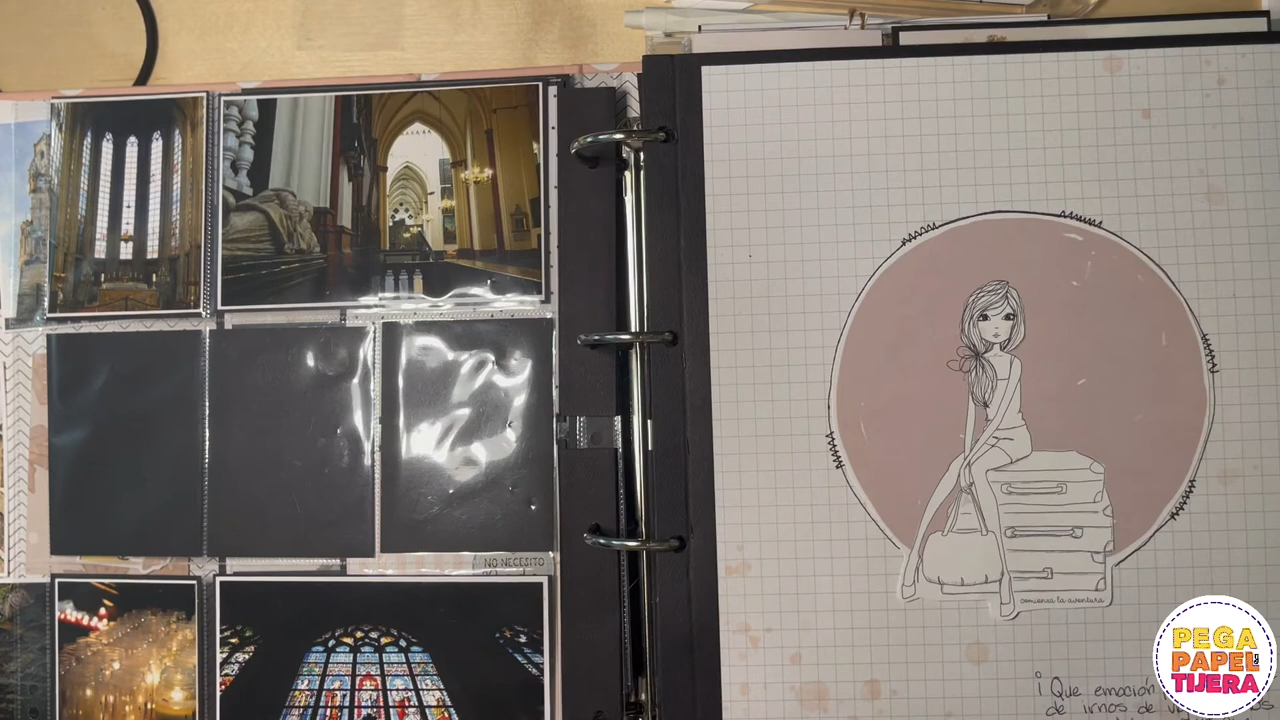 NO NECESITO
comienza la aventura
¡ Que emoción
de irnos de
PEGA
PAPEL
TIJERA